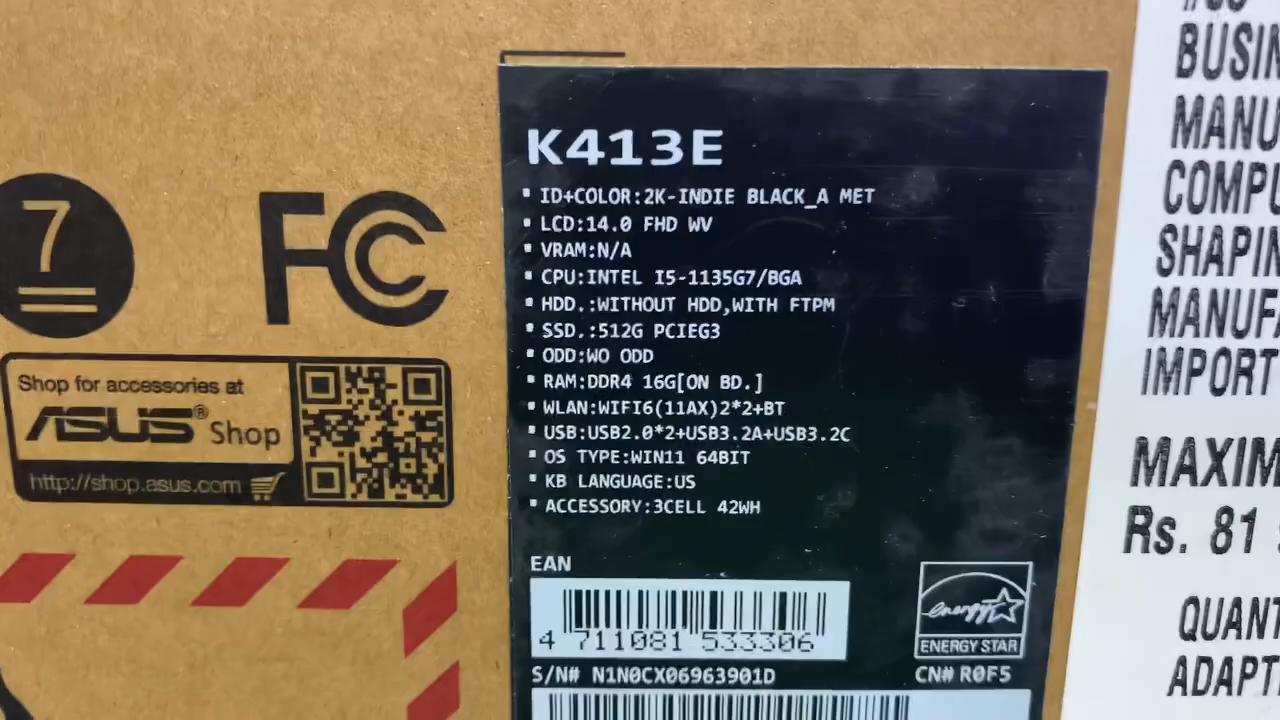 K413E
ID+COLOR:2K-INDIE BLACK_A MET
LCD:14.0 FHD WV
VRAM:N/A
CPU:INTEL I5-1135G7/BGA
HDD.:WITHOUT HDD,WITH FTPM
SSD.:512G PCIEG3
ODD:WO ODD
RAM:DDR4 16G[ON BD.]
WLAN:WIFI6(11AX)2*2+BT
USB:USB2.0*2+USB3.2A+USB3.2C
OS TYPE:WIN11 64BIT
KB LANGUAGE:US
ACCESSORY:3CELL 42WH
EAN
4 711081 533306
S/N# N1N0CX06963901D
CN# R0F5
energy
ENERGY STAR
7
FC
Shop for accessories at
ASUS® Shop
http://shop.asus.com
BUSIN
MANU
COMPU
SHAPIN
MANUFA
IMPORT
MAXIM
Rs. 81
QUANT
ADAPT